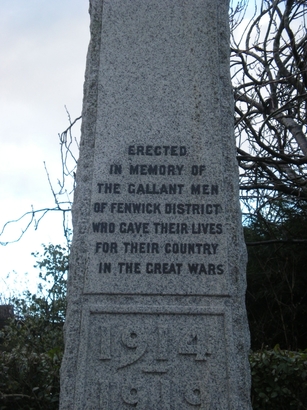 ERECTED
IN MEMORY OF
THE GALLANT MEN
OF FENWICK DISTRICT
WHO GAVE THEIR LIVES
FOR THEIR COUNTRY
IN THE GREAT WARS
1914
–
1919